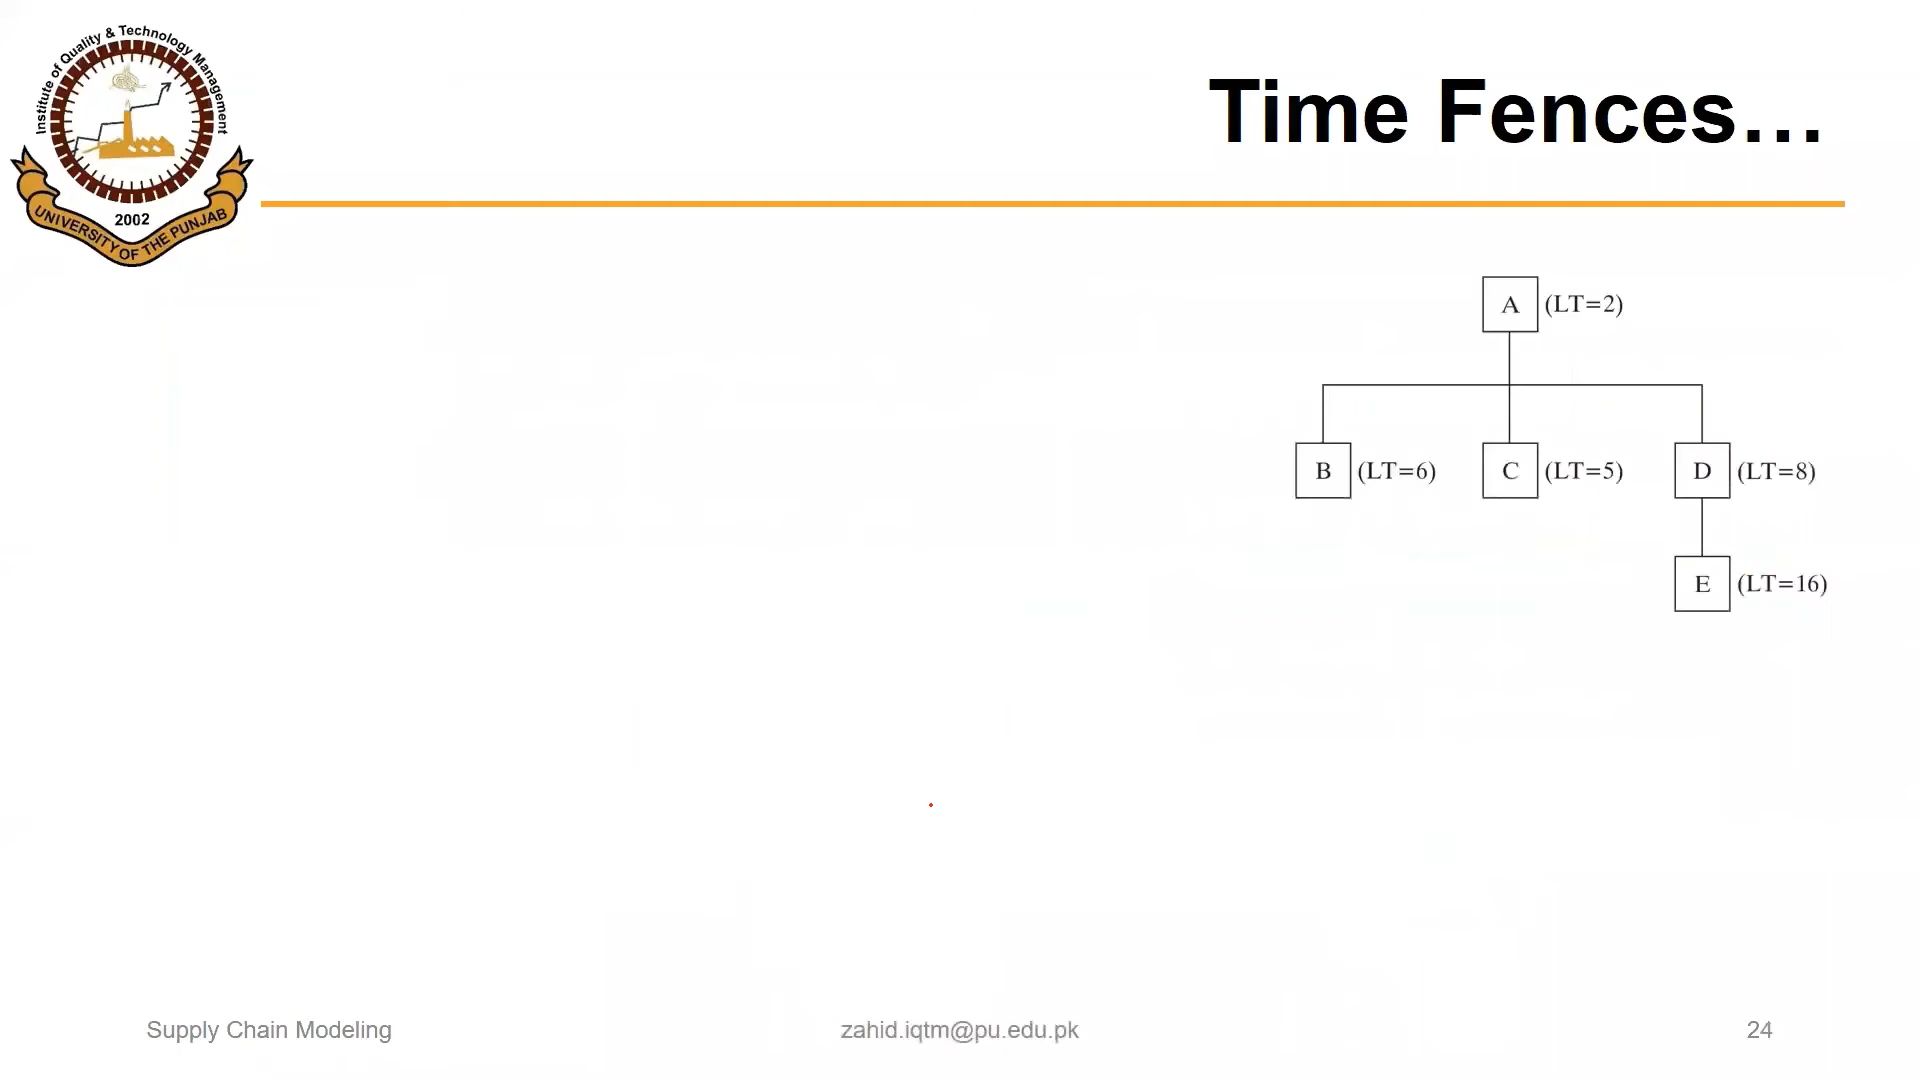 Institute of Quality & Technology Management
2002
UNIVERSITY OF THE PUNJAB
Time Fences...
A (LT=2)
B (LT=6) C (LT=5) D (LT=8)
E (LT=16)
Supply Chain Modeling zahid.iqtm@pu.edu.pk 24